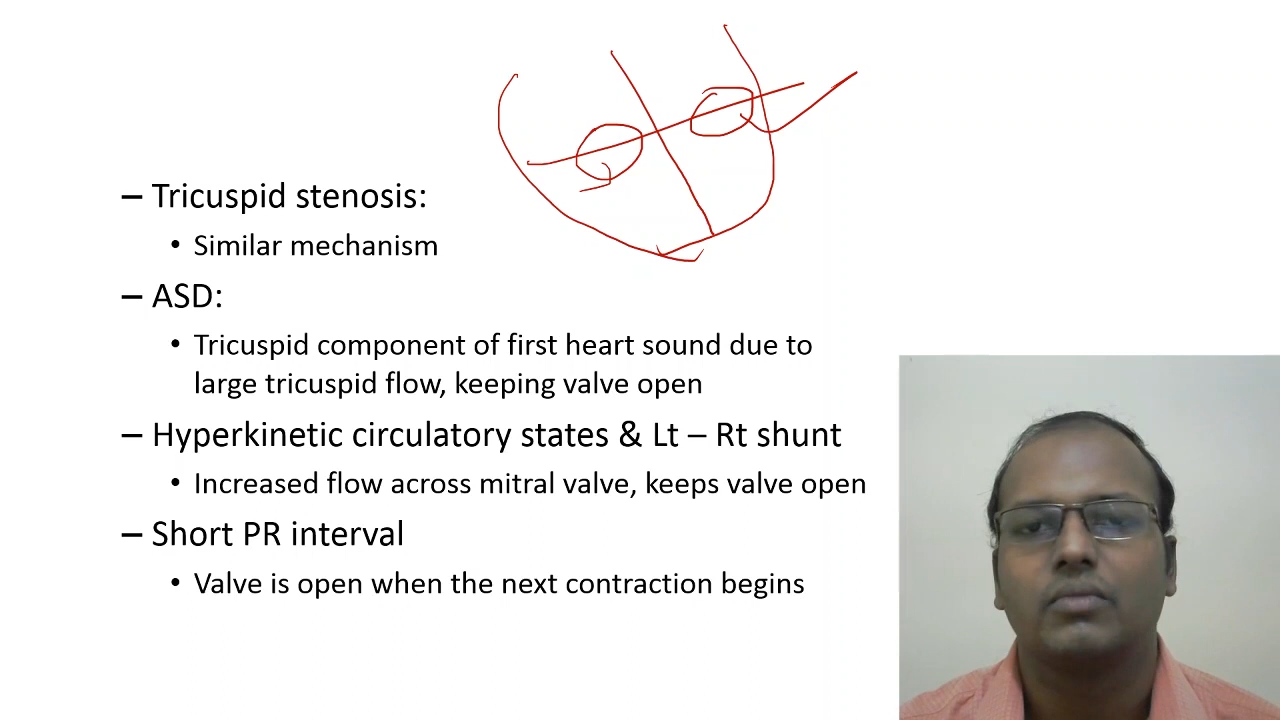 – Tricuspid stenosis:
• Similar mechanism
– ASD:
• Tricuspid component of first heart sound due to
large tricuspid flow, keeping valve open
– Hyperkinetic circulatory states & Lt – Rt shunt
• Increased flow across mitral valve, keeps valve open
– Short PR interval
• Valve is open when the next contraction begins